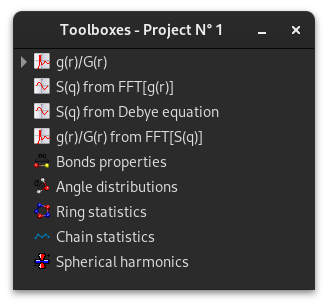 Toolboxes - Project N° 1
g(r)/G(r)
S(q) from FFT[g(r)]
S(q) from Debye equation
g(r)/G(r) from FFT[S(q)]
Bonds properties
Angle distributions
Ring statistics
Chain statistics
Spherical harmonics